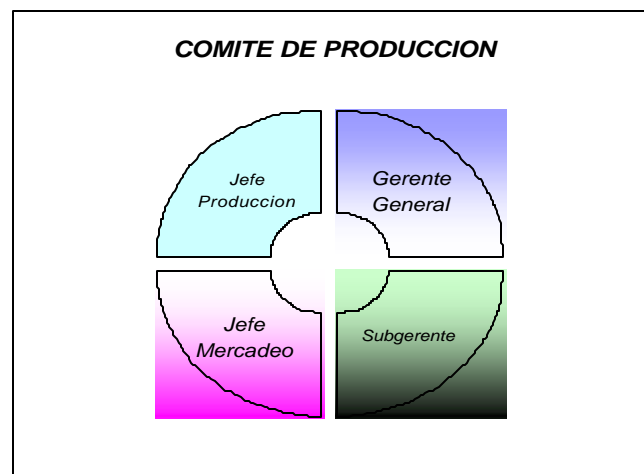 COMITE DE PRODUCCION
Jefe
Produccion
Gerente
General
Jefe
Mercadeo
Subgerente